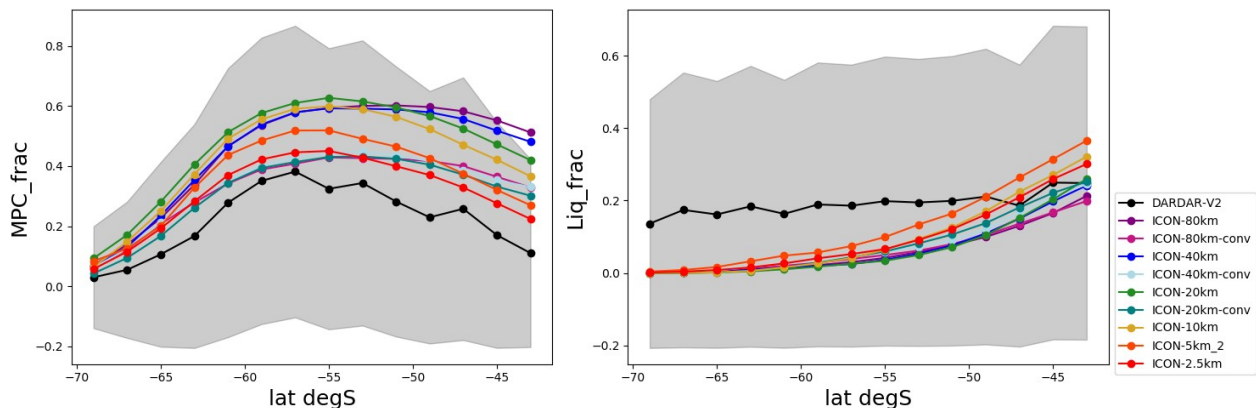 MPC_frac
0.8
0.6
0.4
0.2
0.0
−0.2
−70
−65
−60
−55
−50
−45
lat degS
Liq_frac
0.6
0.4
0.2
0.0
−0.2
−70
−65
−60
−55
−50
−45
lat degS
DARDAR-V2
ICON-80km
ICON-80km-conv
ICON-40km
ICON-40km-conv
ICON-20km
ICON-20km-conv
ICON-10km
ICON-5km_2
ICON-2.5km